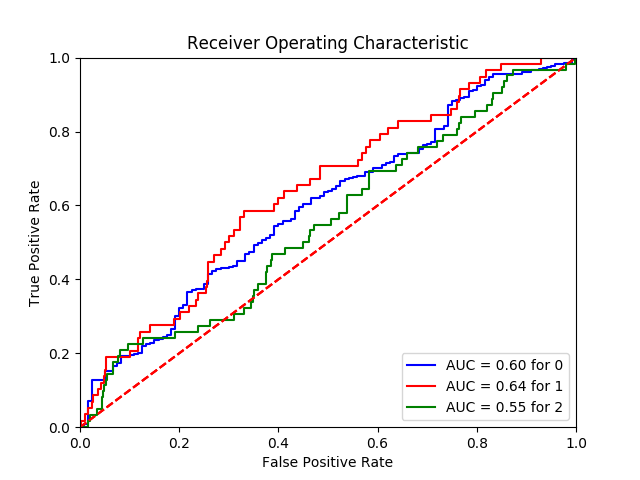 Receiver Operating Characteristic
1.0
0.8
0.6
0.4
0.2
0.0
True Positive Rate
AUC = 0.60 for 0
AUC = 0.64 for 1
AUC = 0.55 for 2
0.0 0.2 0.4 0.6 0.8 1.0
False Positive Rate